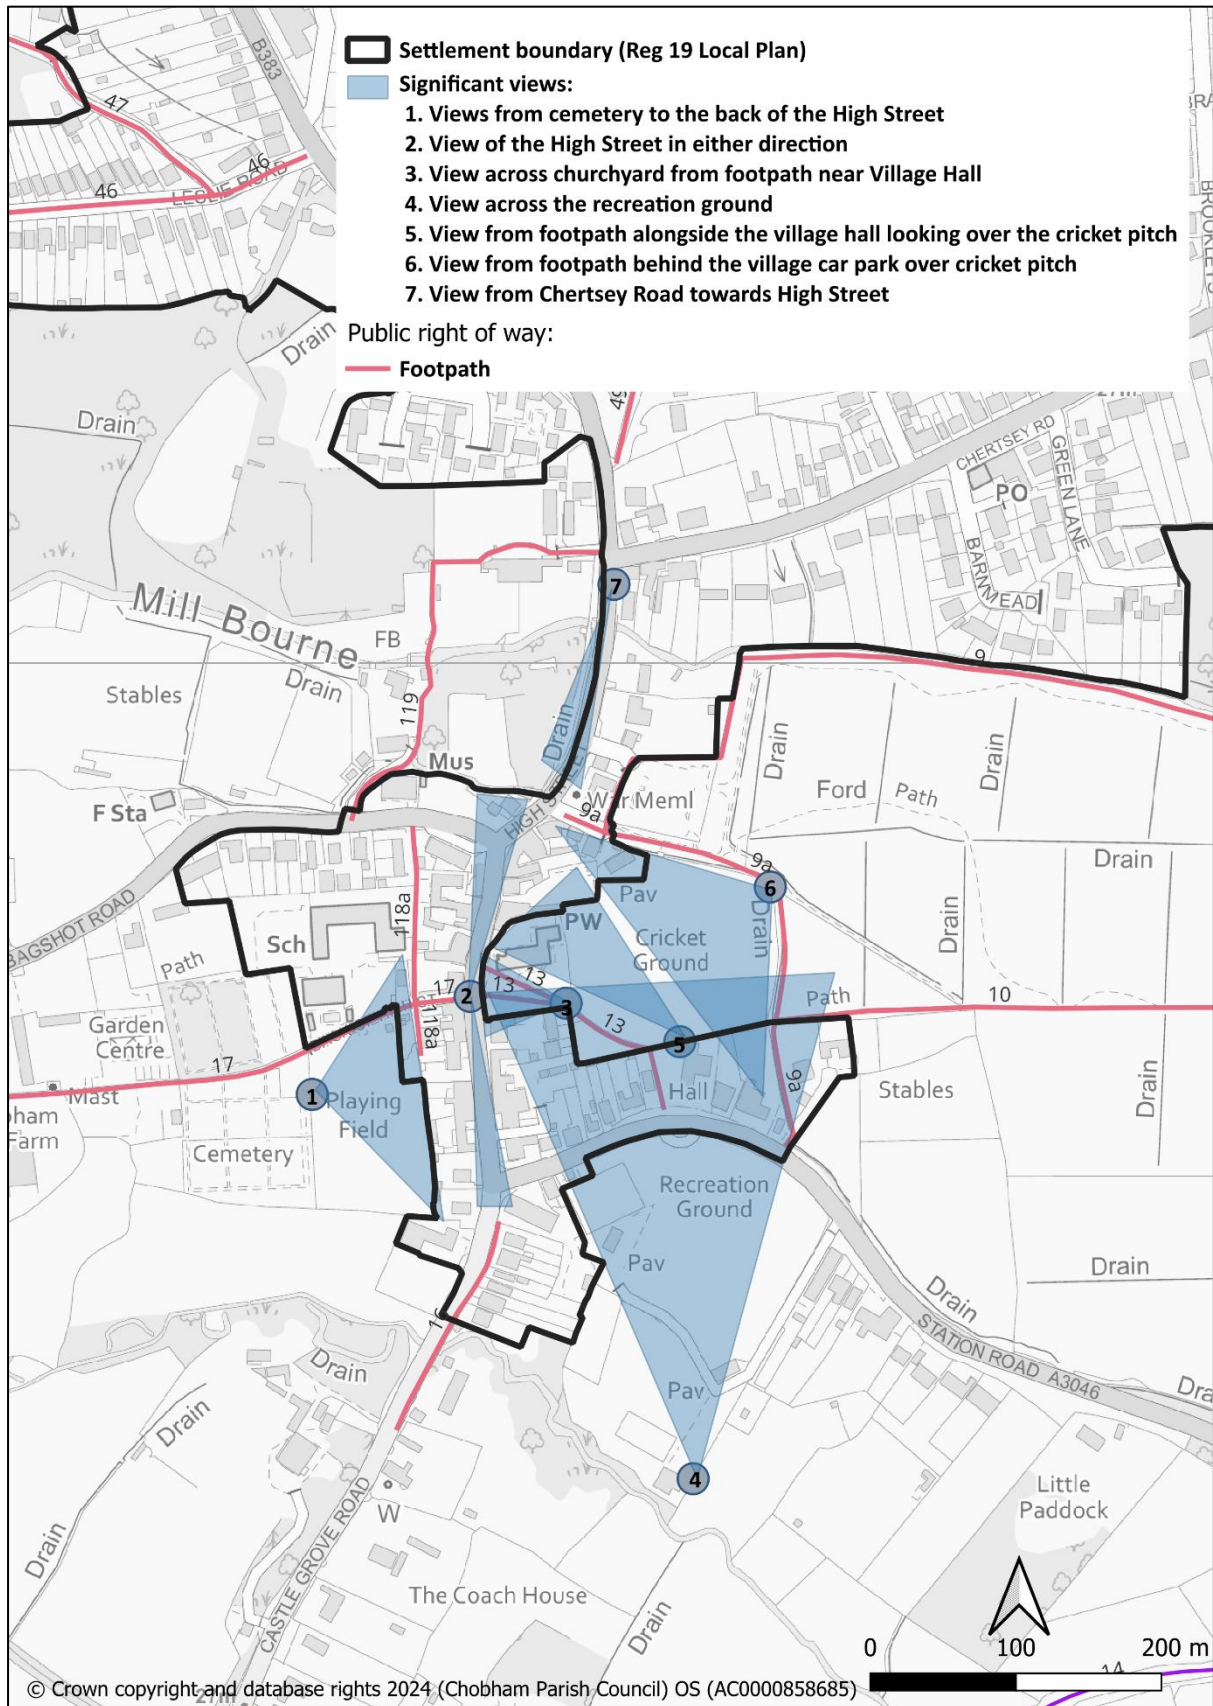 Settlement boundary (Reg 19 Local Plan)
Significant views:
1. Views from cemetery to the back of the High Street
2. View of the High Street in either direction
3. View across churchyard from footpath near Village Hall
4. View across the recreation ground
5. View from footpath alongside the village hall looking over the cricket pitch
6. View from footpath behind the village car park over cricket pitch
7. View from Chertsey Road towards High Street
Public right of way:
Footpath
B383
47
46
46
LESLIE ROAD
Drain
Drain
49
27m
CHERTSEY RD
GREEN LANE
PO
BARNMEAD
7
Mill Bourne
FB
Drain
Stables
119
Drain
9
Mus
HIGH STREET
War Meml
9a
F Sta
Drain
Drain
Ford
Path
Drain
9a
6
Pav
Drain
Drain
BAGSHOT ROAD
118a
Sch
PW
Cricket
Ground
Path
17
2
13
13
3
13
Path
10
Garden
Centre
118a
5
17
Mast
1
Playing
Field
Hall
9a
Stables
Drain
Farm
Cemetery
Recreation
Ground
Pav
Drain
Drain
STATION ROAD A3046
Drain
Pav
Drain
4
W
Little
Paddock
Drain
CASTLE GROVE ROAD
The Coach House
Drain
0 100 200 m
14
27m
© Crown copyright and database rights 2024 (Chobham Parish Council) OS (AC0000858685)